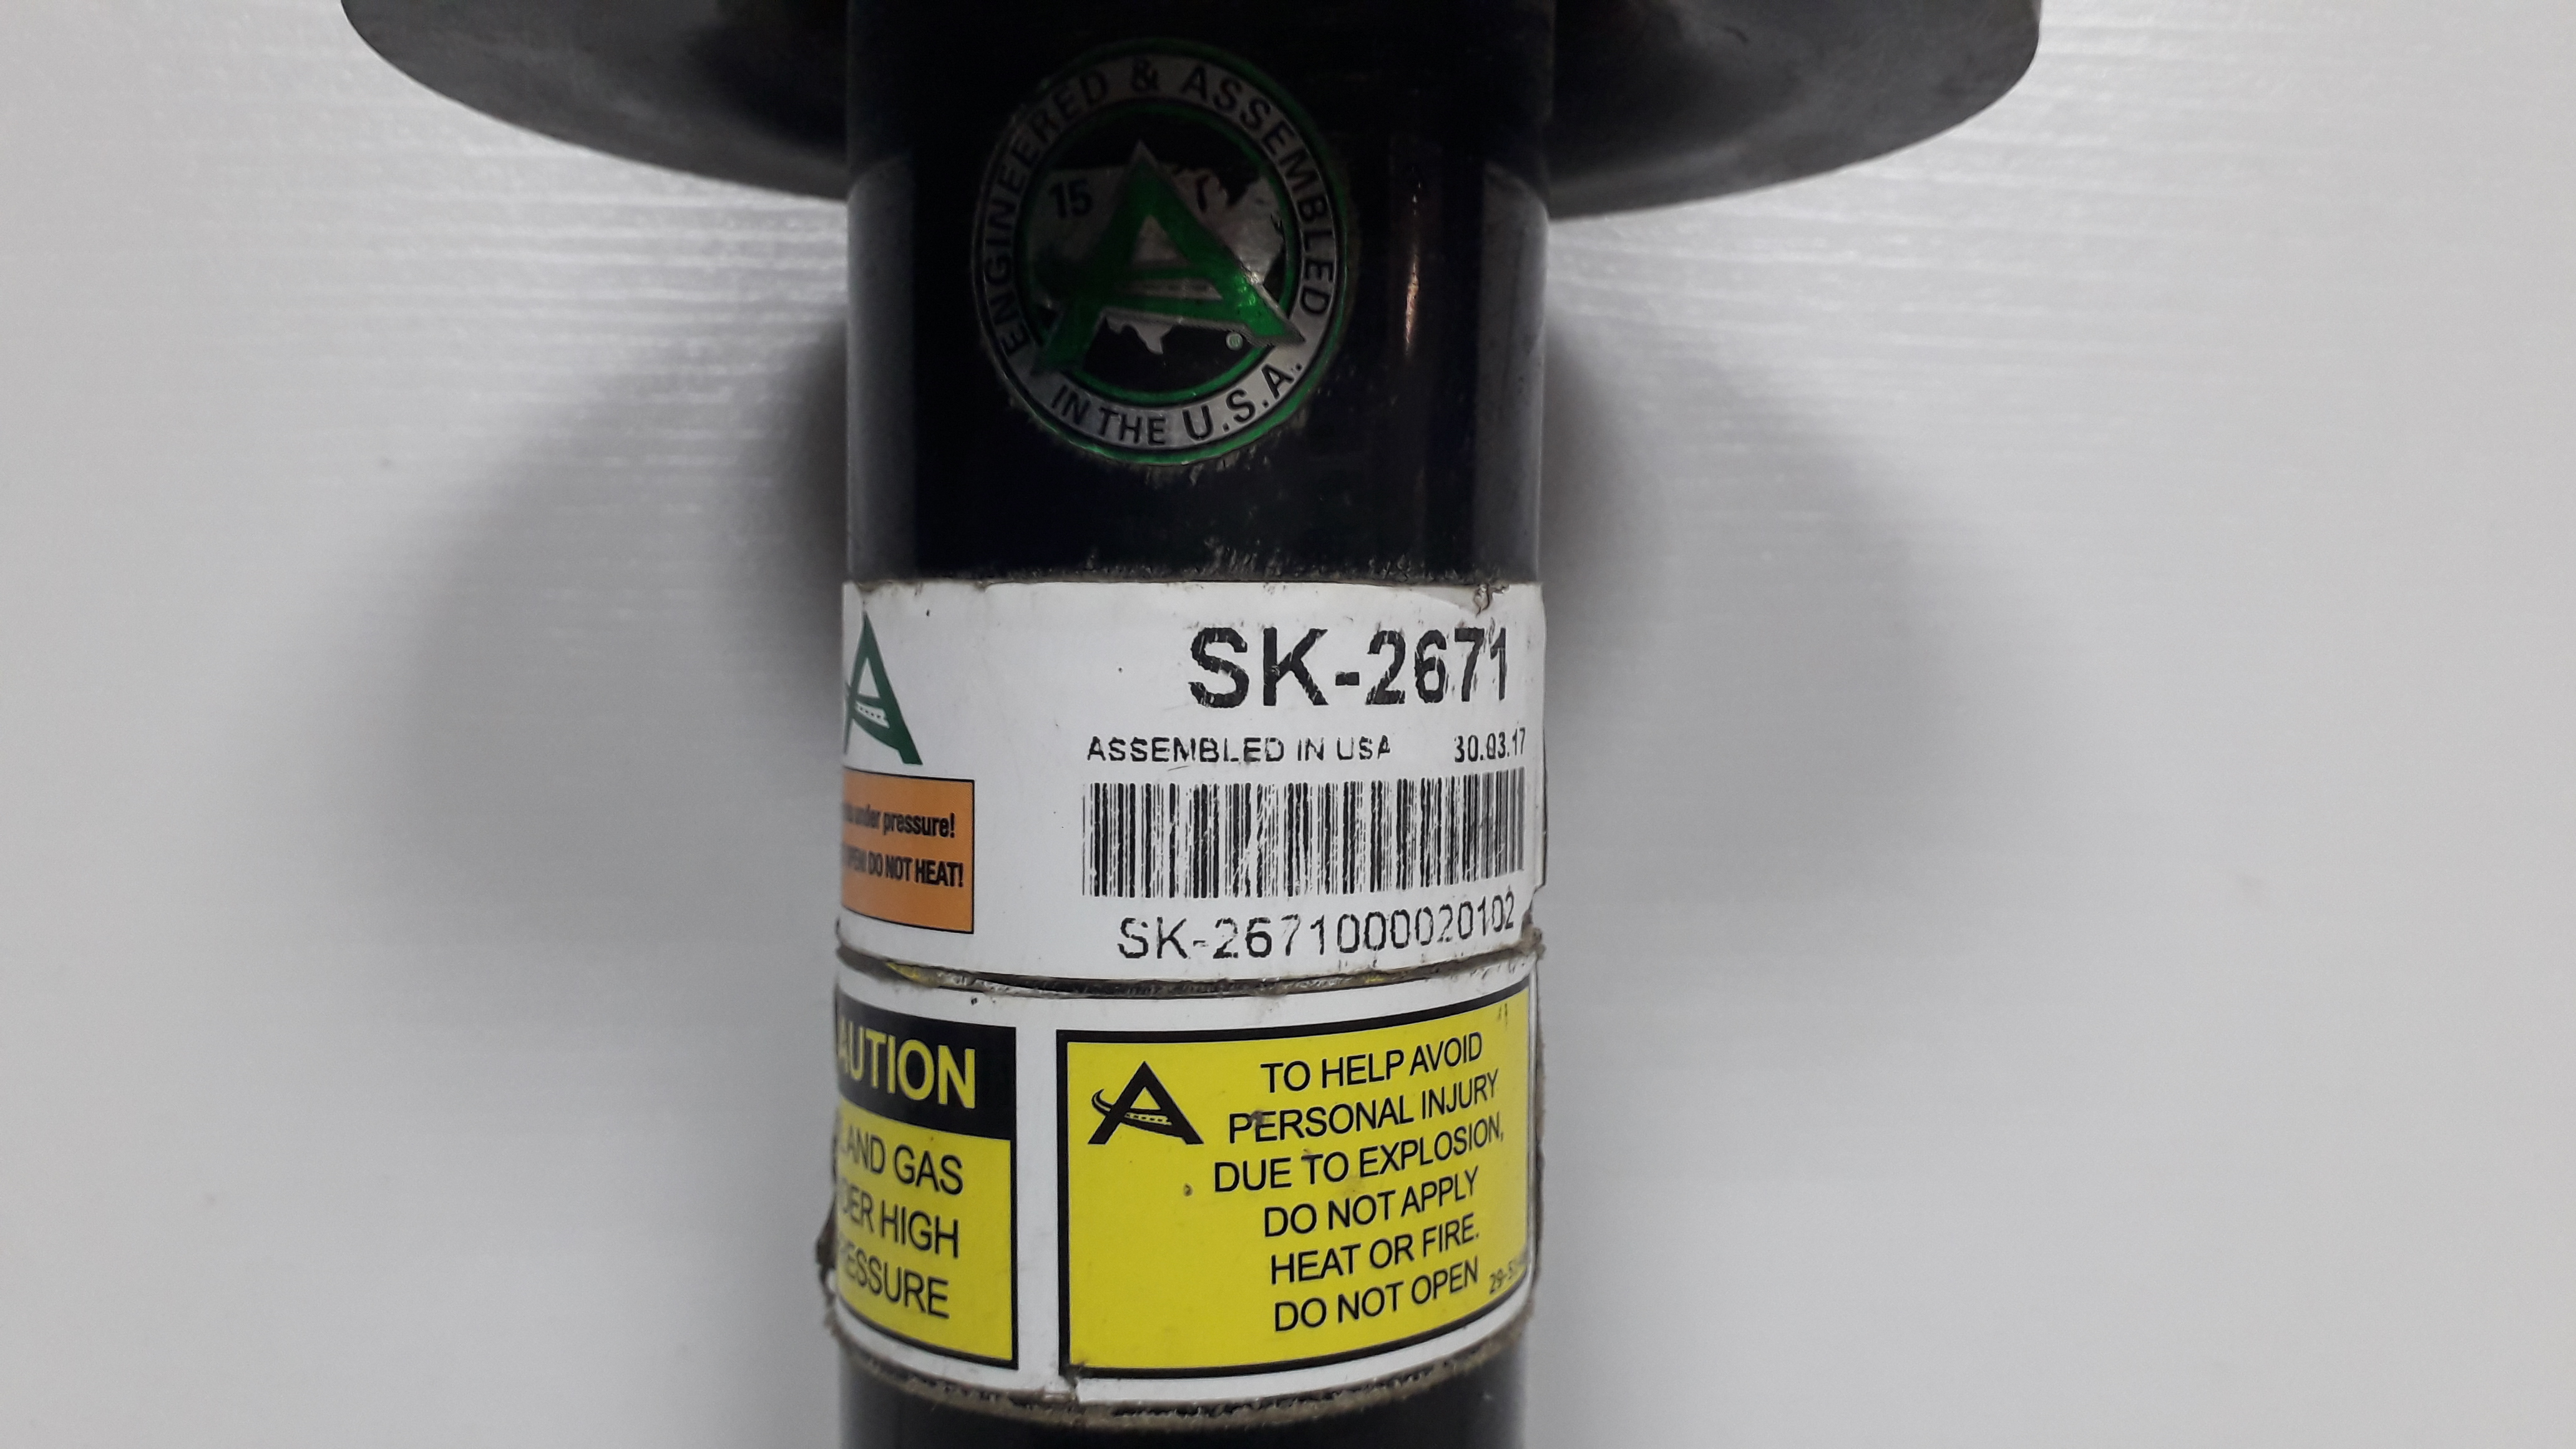 ENGINEERED & ASSEMBLED
15
A
IN THE U.S.A.
SK-2671
ASSEMBLED IN USA 30.03.17
under pressure!
DO NOT HEAT!
SK-2671000020102
AUTION
AND GAS
DER HIGH
ESSURE
TO HELP AVOID
PERSONAL INJURY
DUE TO EXPLOSION,
DO NOT APPLY
HEAT OR FIRE.
DO NOT OPEN